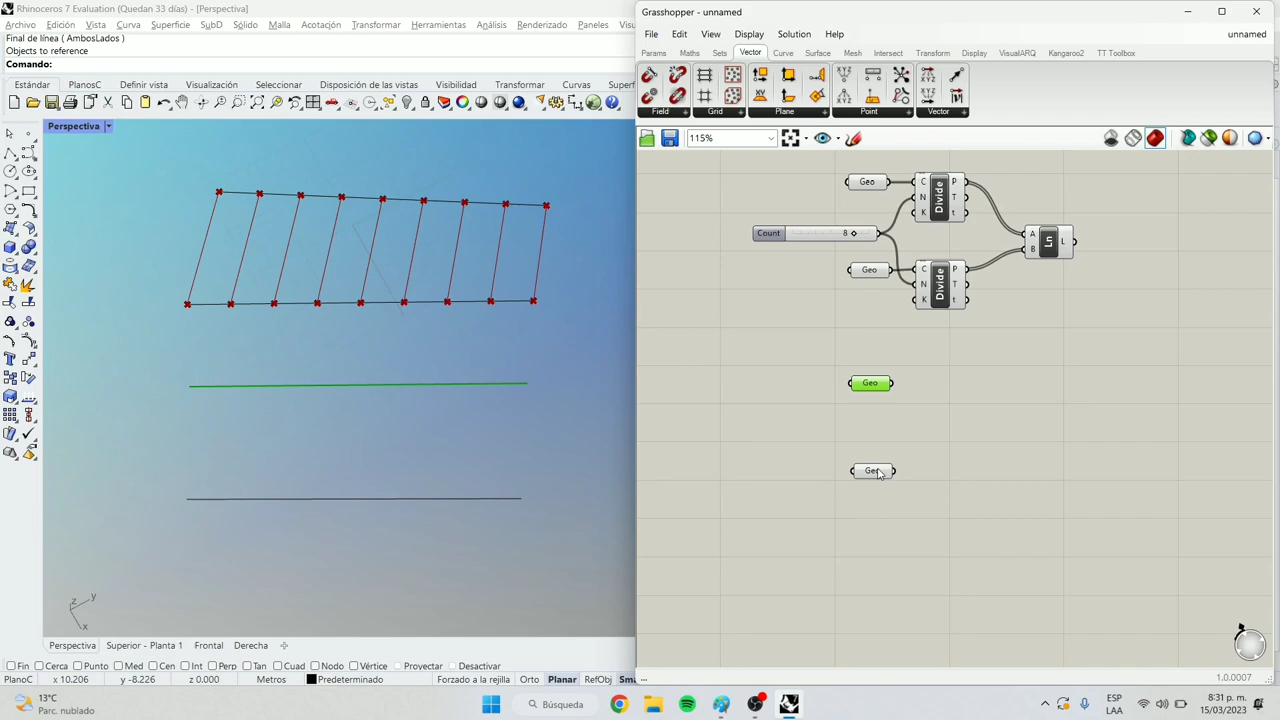 Rhinoceros 7 Evaluation (Quedan 33 días) - [Perspectiva]
Archivo Edición Vista Curva Superficie SubD Sólido Malla Acotación Transformar Herramientas Análisis Renderizado Paneles
Final de línea ( AmbosLados )
Objects to reference
Comando:
Estándar PlanosC Definir vista Visualización Seleccionar Disposición de vistas Visibilidad Transformar
Perspectiva
z
y
x
Perspectiva Superior - Planta 1 Frontal Derecha
Fin Cerca Punto Med Cen Int Perp Tan Cuad Nodo Vértice Proyectar Desactivar
PlanoC x 10.206 y -8.226 z 0.000 Metros Predeterminado Forzado a la rejilla Orto Planar RefObj
Grasshopper - unnamed
File Edit View Display Solution Help unnamed
Params Maths Sets Vector Curve Surface Mesh Intersect Transform Display VisualARQ Kangaroo2 TT Toolbox
Field Grid Plane Point Vector
115%
Geo C N K Divide P T t
Count 8
A B Ln L
Geo C N K Divide P T t
Geo
Geo
... 1.0.0007
13°C
Parc. nublado
Búsqueda
ESP
LAA
8:31 p. m.
15/03/2023